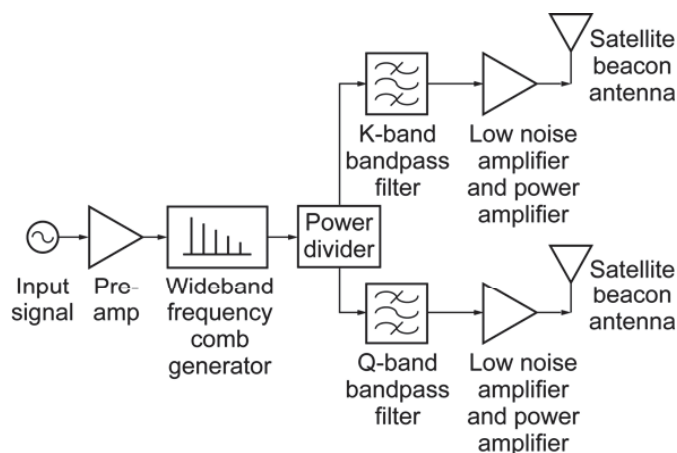 Satellite
beacon
antenna
K-band
bandpass
filter
Low noise
amplifier
and power
amplifier
Input
signal
Pre-
amp
Wideband
frequency
comb
generator
Power
divider
Satellite
beacon
antenna
Q-band
bandpass
filter
Low noise
amplifier
and power
amplifier